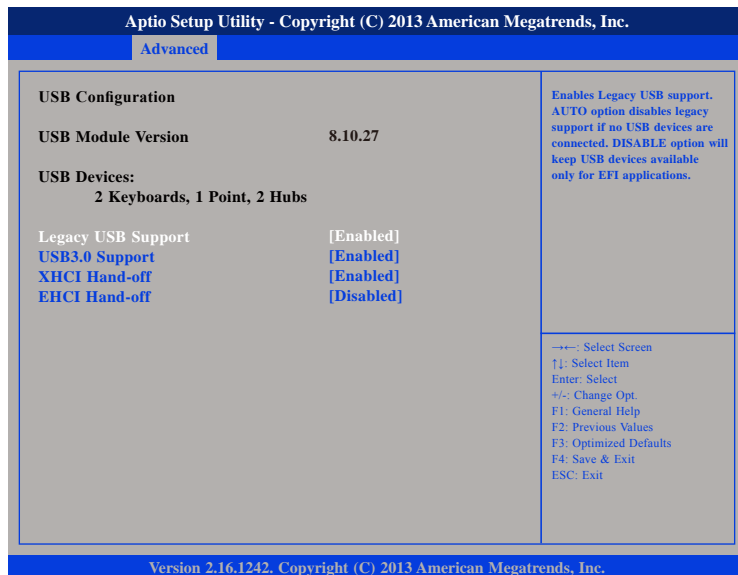 Aptio Setup Utility - Copyright (C) 2013 American Megatrends, Inc.
Advanced
USB Configuration
USB Module Version 8.10.27
USB Devices:
2 Keyboards, 1 Point, 2 Hubs
Legacy USB Support [Enabled]
USB3.0 Support [Enabled]
XHCI Hand-off [Enabled]
EHCI Hand-off [Disabled]
Enables Legacy USB support.
AUTO option disables legacy
support if no USB devices are
connected. DISABLE option will
keep USB devices available
only for EFI applications.
→←: Select Screen
↑↓: Select Item
Enter: Select
+/-: Change Opt.
F1: General Help
F2: Previous Values
F3: Optimized Defaults
F4: Save & Exit
ESC: Exit
Version 2.16.1242. Copyright (C) 2013 American Megatrends, Inc.